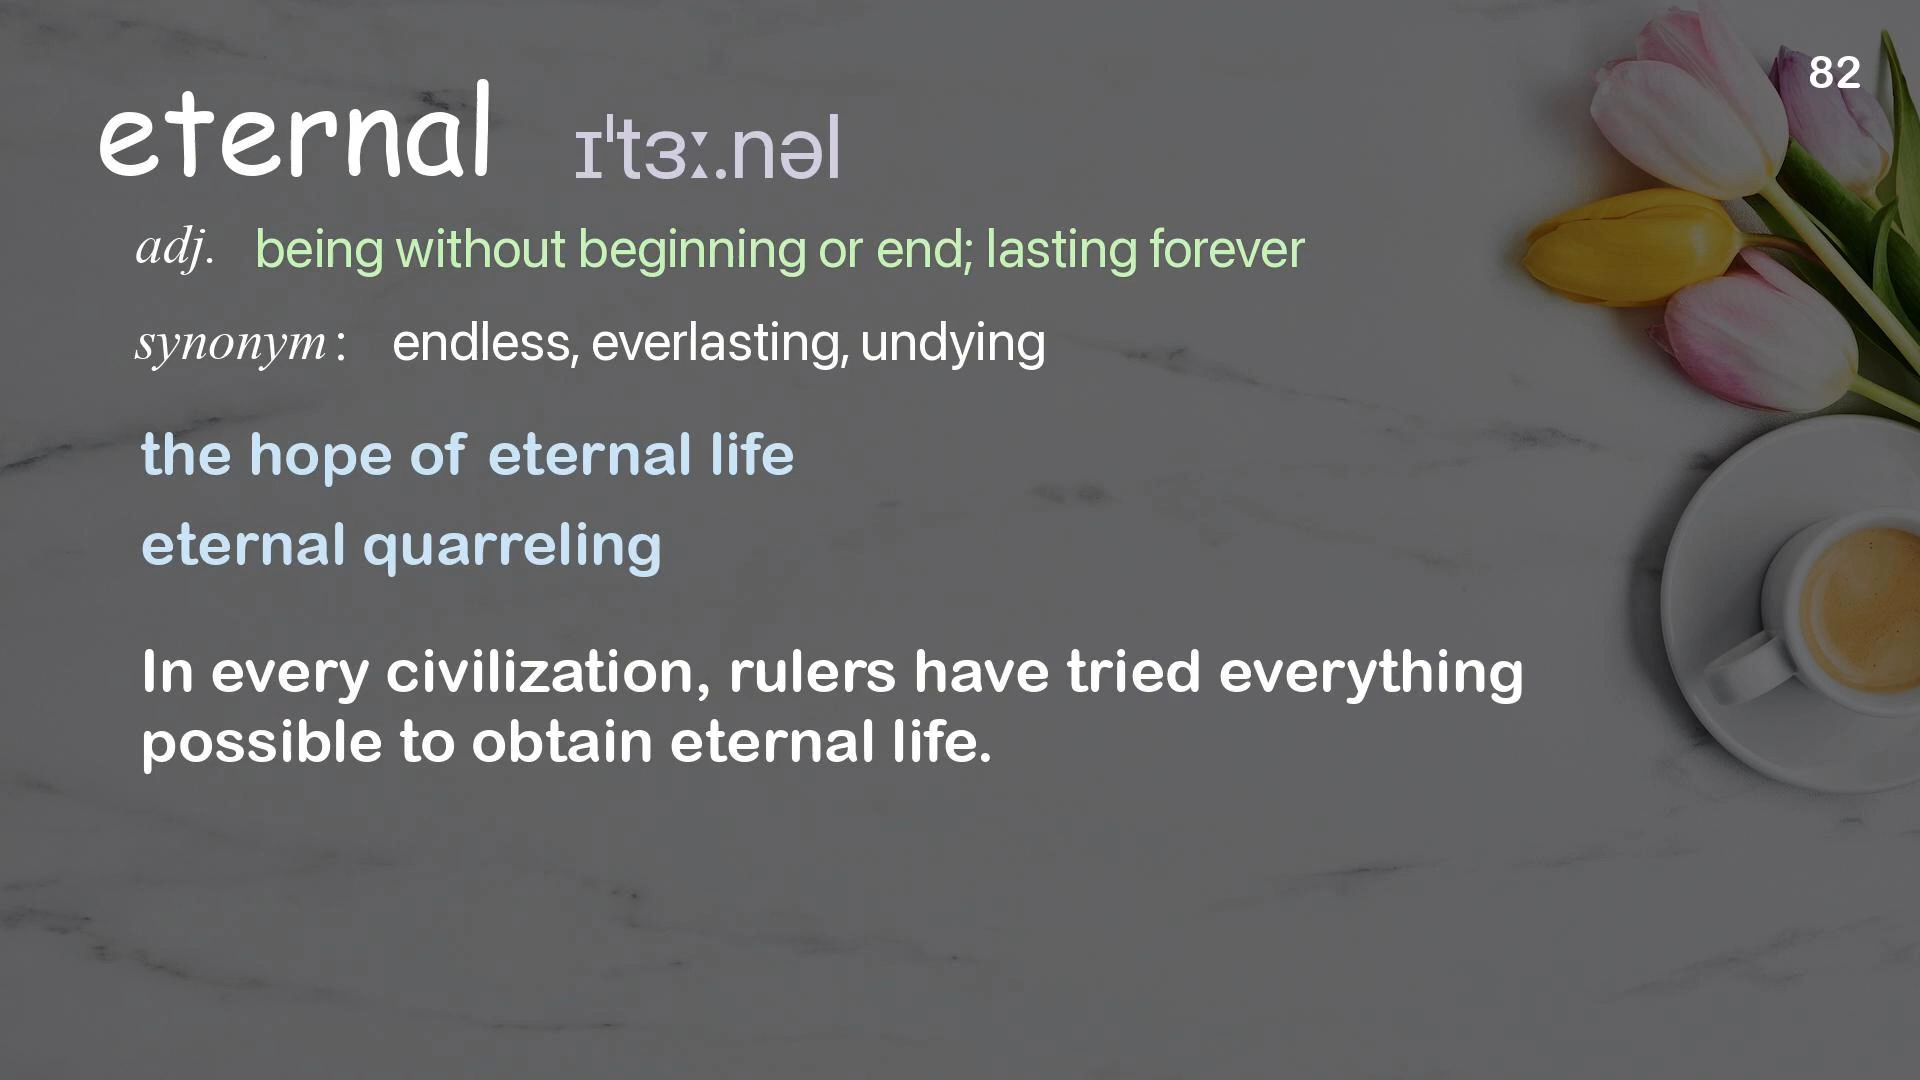 82
eternal ɪˈtɜː.nəl
adj. being without beginning or end; lasting forever
synonym : endless, everlasting, undying
the hope of eternal life
eternal quarreling
In every civilization, rulers have tried everything
possible to obtain eternal life.